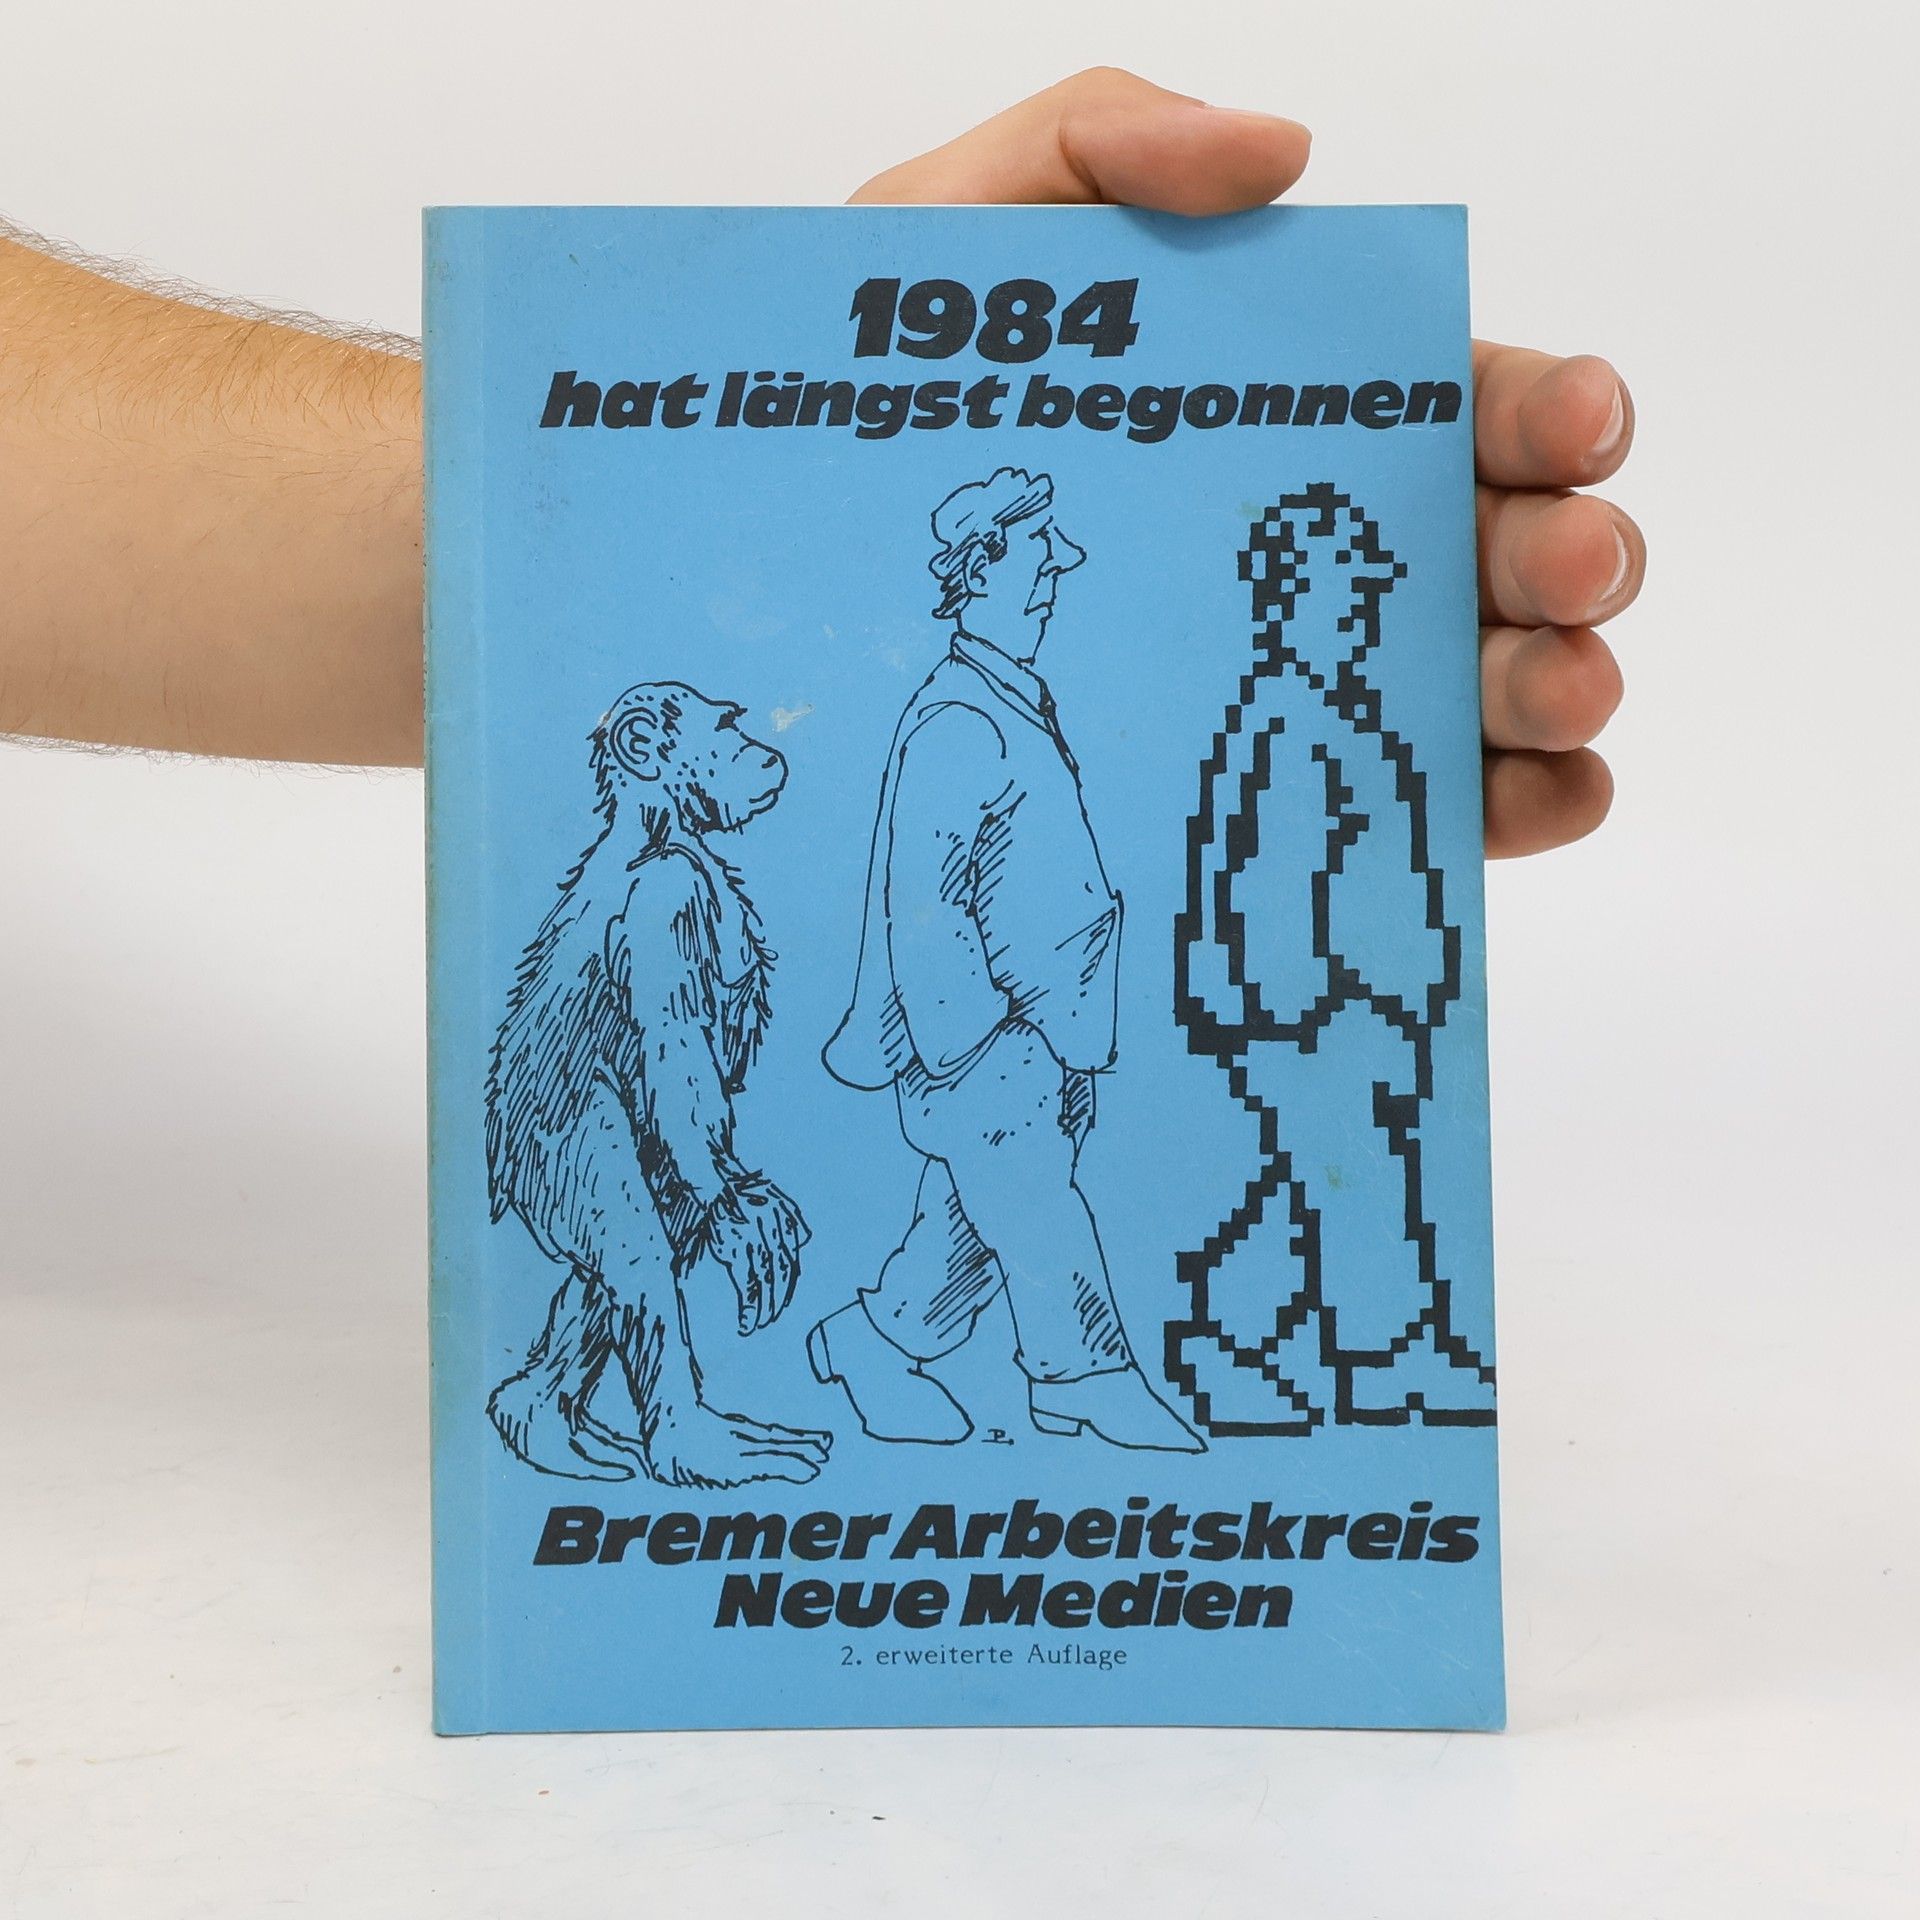 1984
hat längst begonnen
Bremer Arbeitskreis
Neue Medien
2. erweiterte Auflage